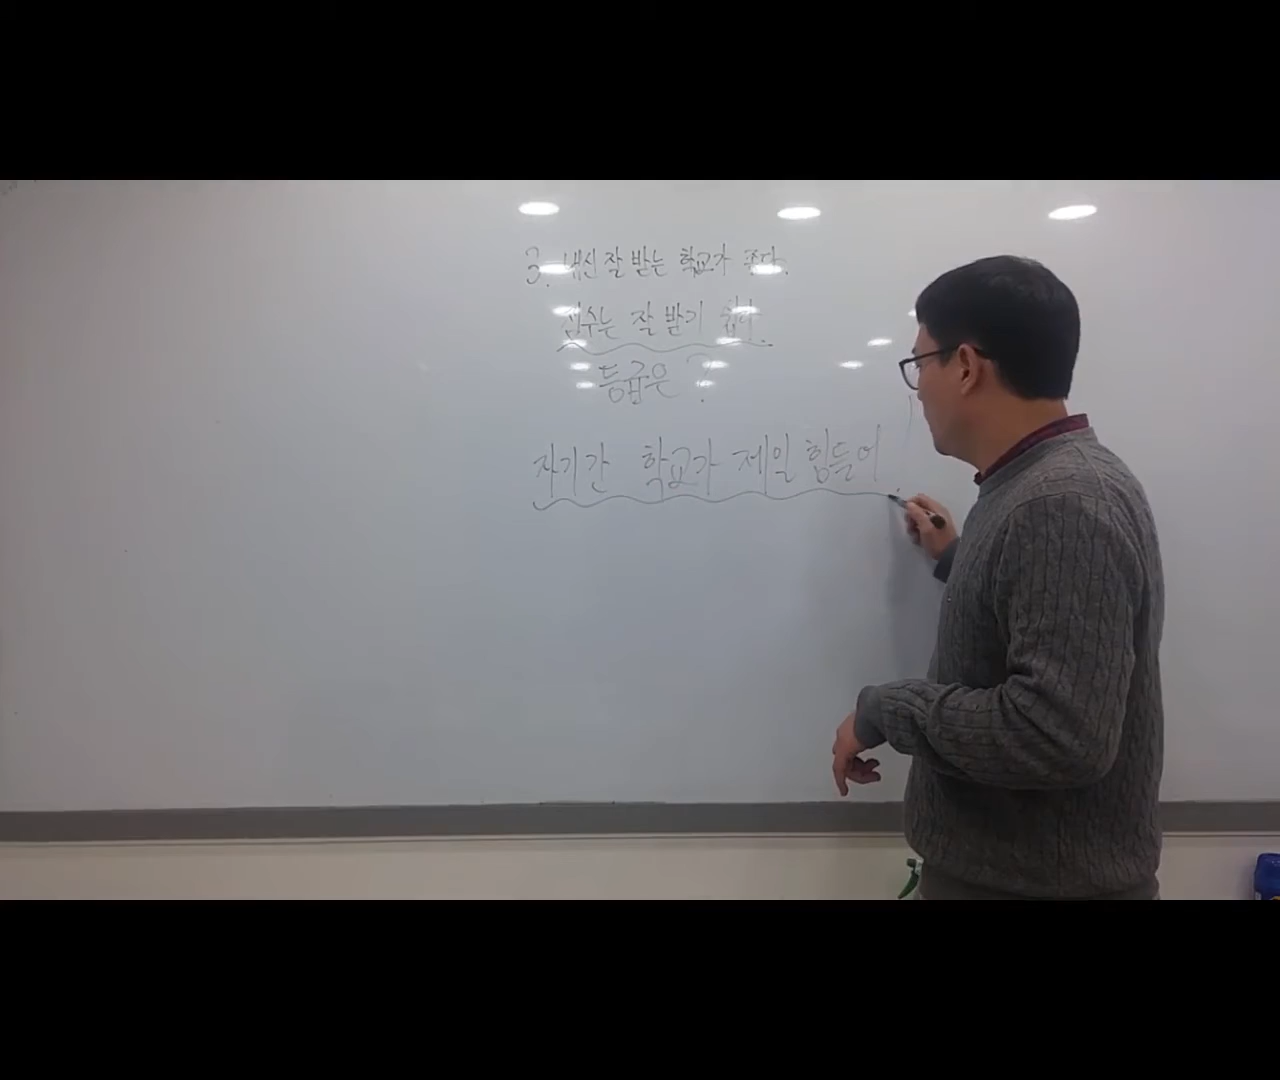 3. 내신 잘 받는 학교가 좋다.
점수는 잘 받기 쉽다.
등급은 ?
자기간 학교가 제일 힘들어!